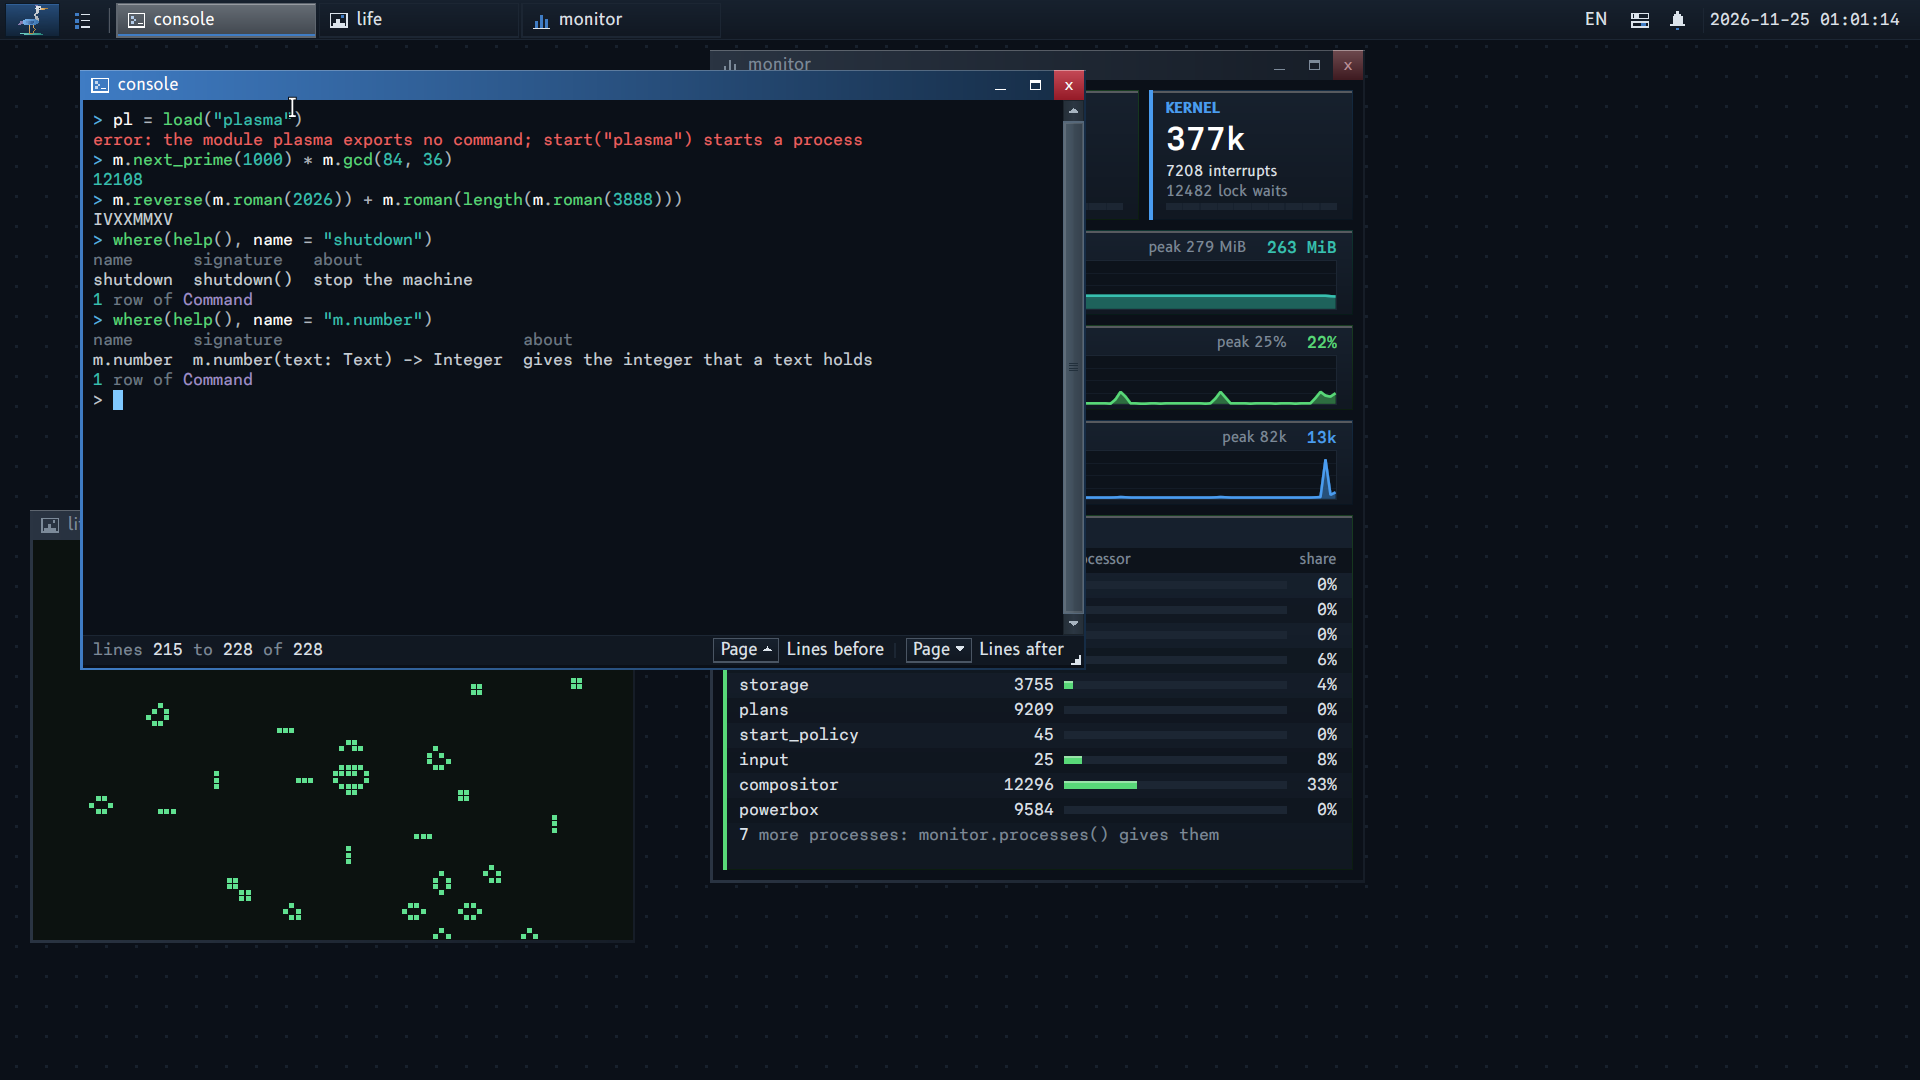 console
life
monitor
EN
2026-11-25 01:01:14
monitor
x
console
x
> pl = load("plasma")
error: the module plasma exports no command; start("plasma") starts a process
> m.next_prime(1000) * m.gcd(84, 36)
12108
> m.reverse(m.roman(2026)) + m.roman(length(m.roman(3888)))
IVXXMMXV
> where(help(), name = "shutdown")
name signature about
shutdown shutdown() stop the machine
1 row of Command
> where(help(), name = "m.number")
name signature about
m.number m.number(text: Text) -> Integer gives the integer that a text holds
1 row of Command
>
lines 215 to 228 of 228
Page Lines before
Page Lines after
KERNEL
377k
7208 interrupts
12482 lock waits
peak 279 MiB 263 MiB
peak 25% 22%
peak 82k 13k
cessor share
0%
0%
0%
6%
storage 3755 4%
plans 9209 0%
start_policy 45 0%
input 25 8%
compositor 12296 33%
powerbox 9584 0%
7 more processes: monitor.processes() gives them